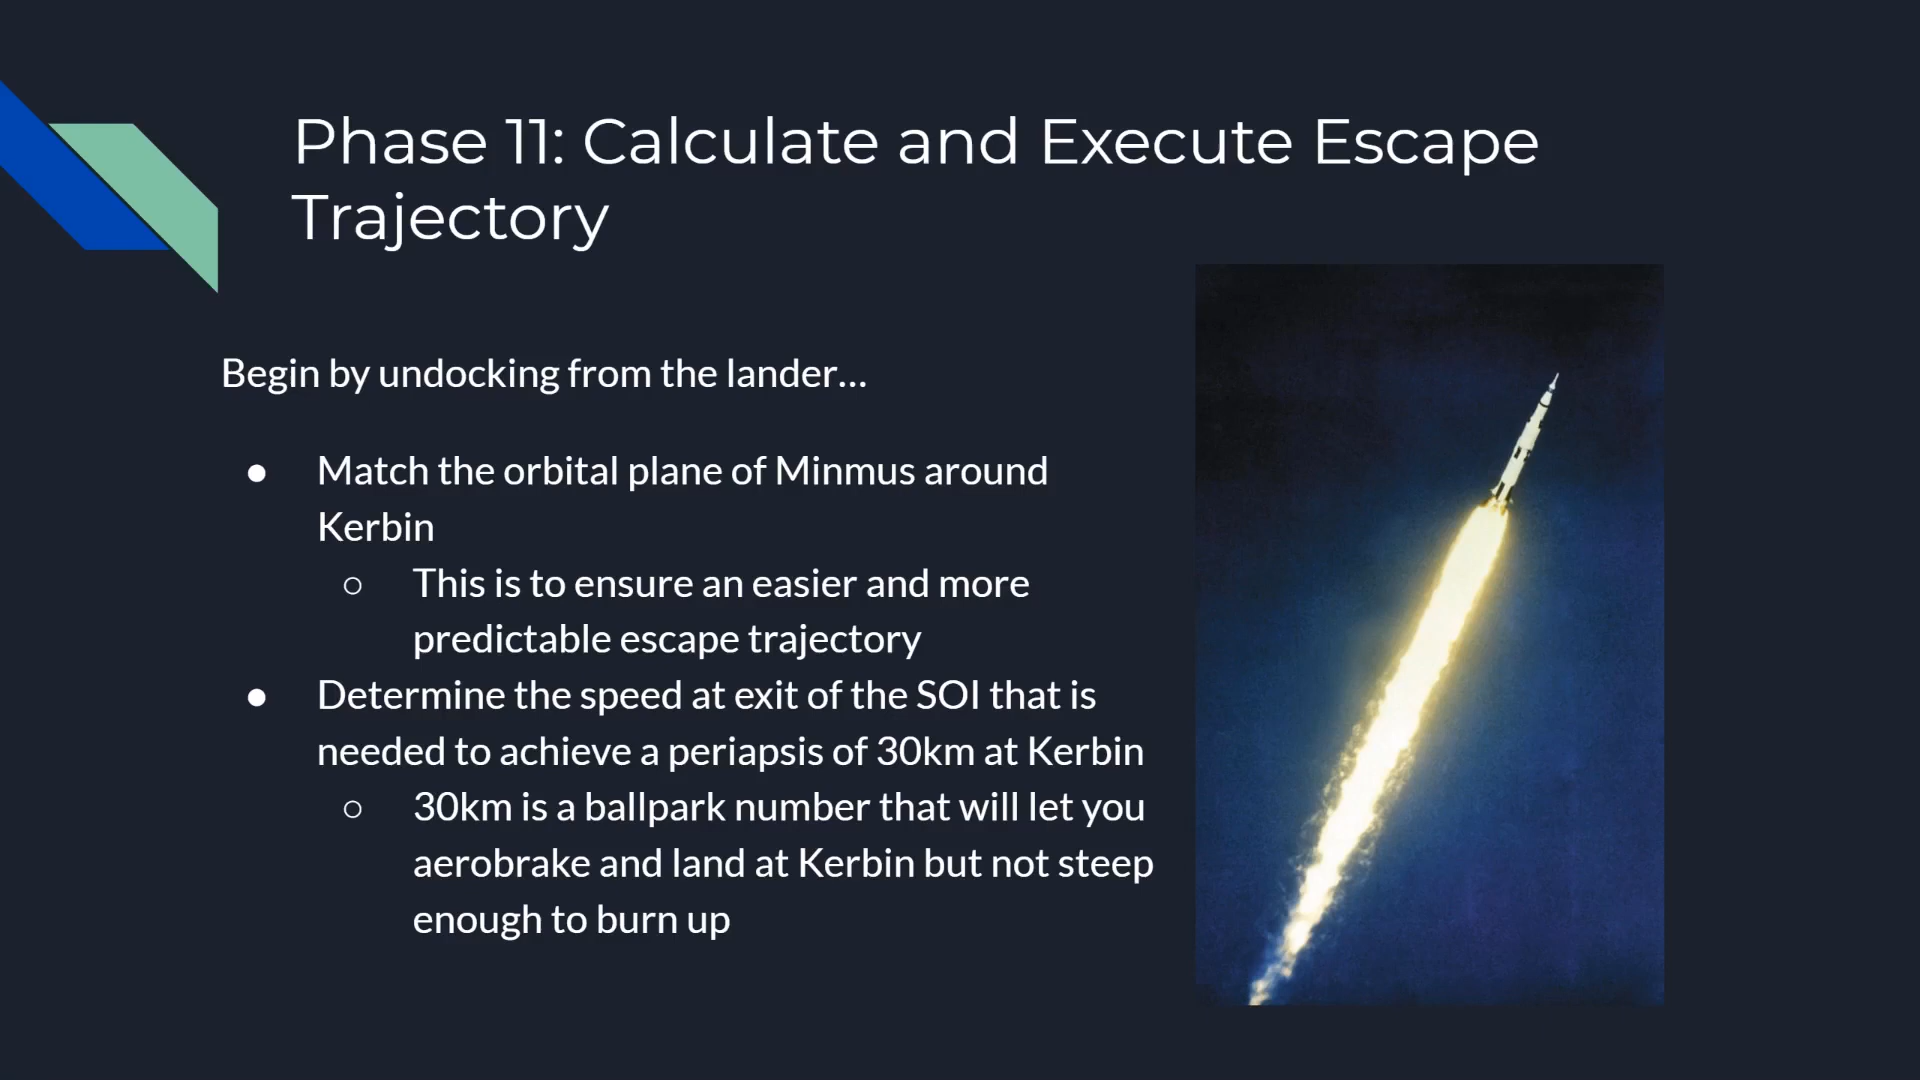 Phase 11: Calculate and Execute Escape
Trajectory
Begin by undocking from the lander...
● Match the orbital plane of Minmus around
Kerbin
○ This is to ensure an easier and more
predictable escape trajectory
● Determine the speed at exit of the SOI that is
needed to achieve a periapsis of 30km at Kerbin
○ 30km is a ballpark number that will let you
aerobrake and land at Kerbin but not steep
enough to burn up